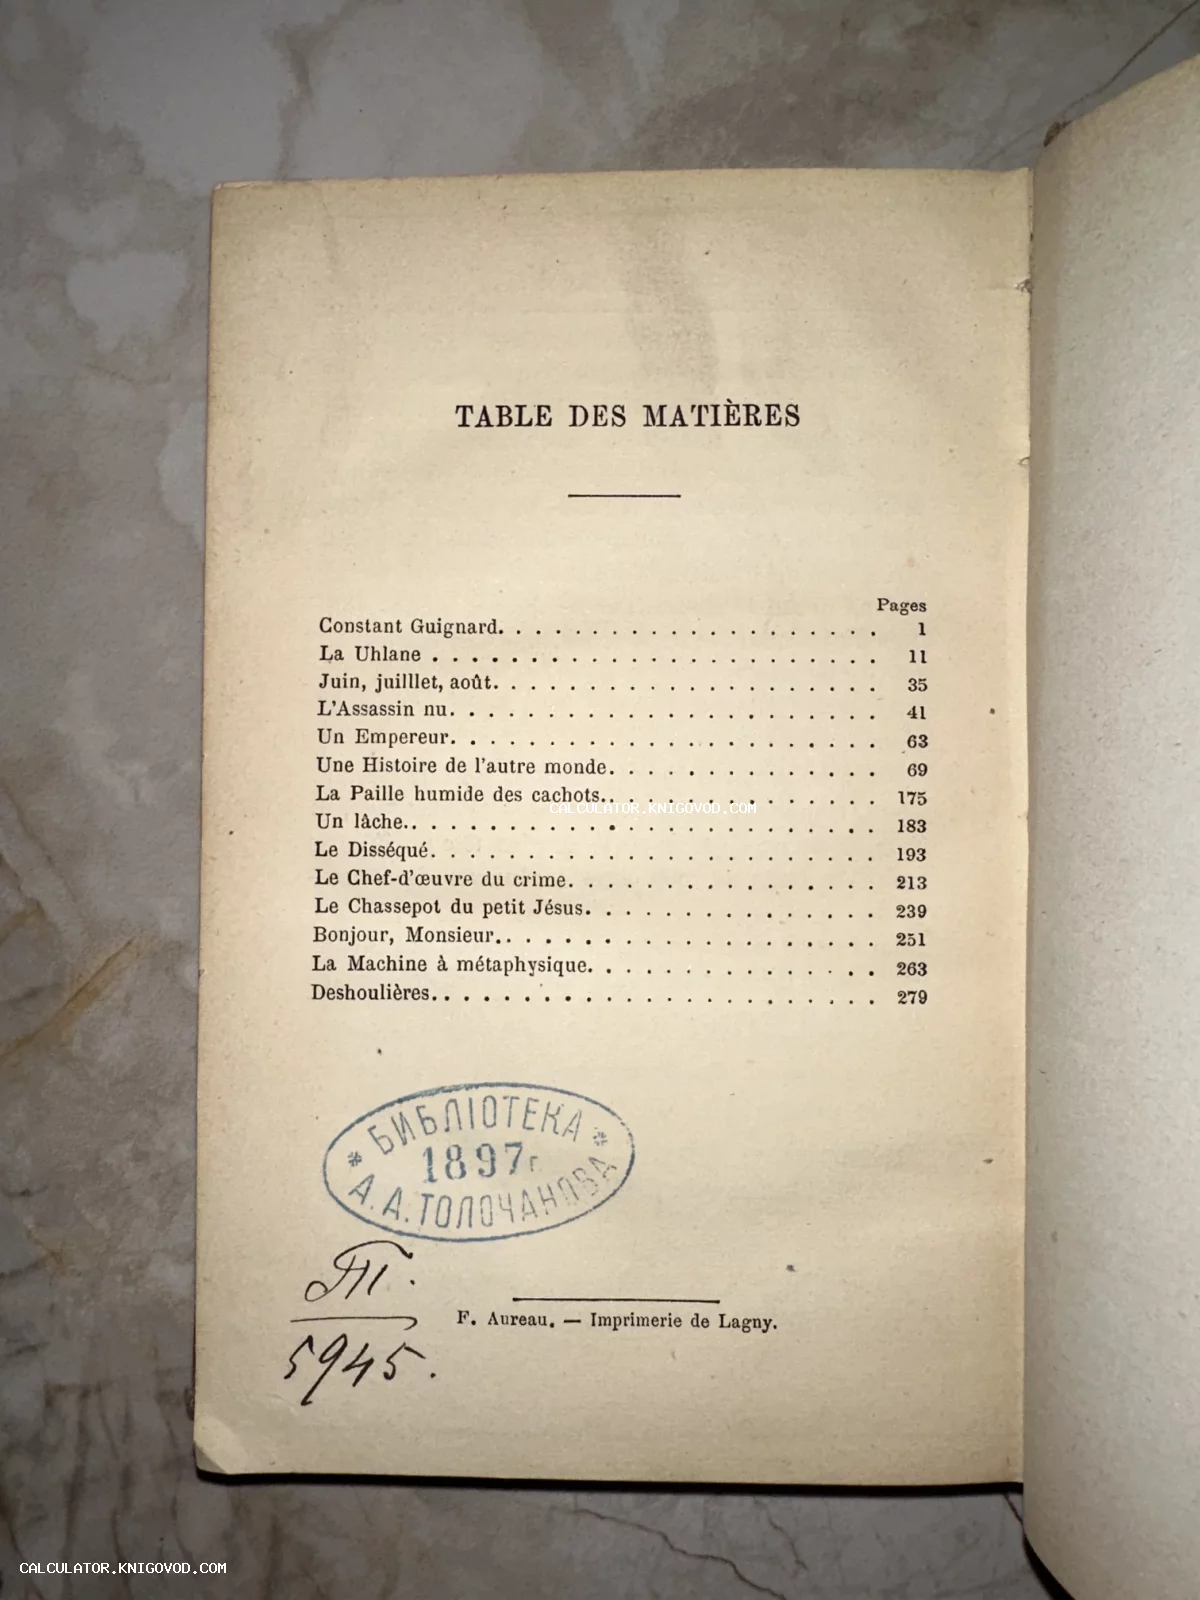 TABLE DES MATIÈRES
Pages
Constant Guignard. . . . . . . . . . . . . . . . . . . . 1
La Uhlane . . . . . . . . . . . . . . . . . . . . . . . 11
Juin, juilllet, août. . . . . . . . . . . . . . . . . . . . 35
L'Assassin nu. . . . . . . . . . . . . . . . . . . . . . 41
Un Empereur. . . . . . . . . . . . . . . . . . . . . . 63
Une Histoire de l'autre monde. . . . . . . . . . . . . . 69
La Paille humide des cachots. . . . . . . . . . . . . . . 175
CALCULATOR.KNIGOVOD.COM
Un lâche. . . . . . . . . . . . . . . . . . . . . . . . 183
Le Disséqué. . . . . . . . . . . . . . . . . . . . . . . 193
Le Chef-d'œuvre du crime. . . . . . . . . . . . . . . . 213
Le Chassepot du petit Jésus. . . . . . . . . . . . . . . 239
Bonjour, Monsieur. . . . . . . . . . . . . . . . . . . . 251
La Machine à métaphysique. . . . . . . . . . . . . . . 263
Deshoulières. . . . . . . . . . . . . . . . . . . . . . . 279
* БИБЛІОТЕКА *
1897 г.
А. А. ТОЛОЧАНОВА
F. Aureau. — Imprimerie de Lagny.
5945.
CALCULATOR.KNIGOVOD.COM